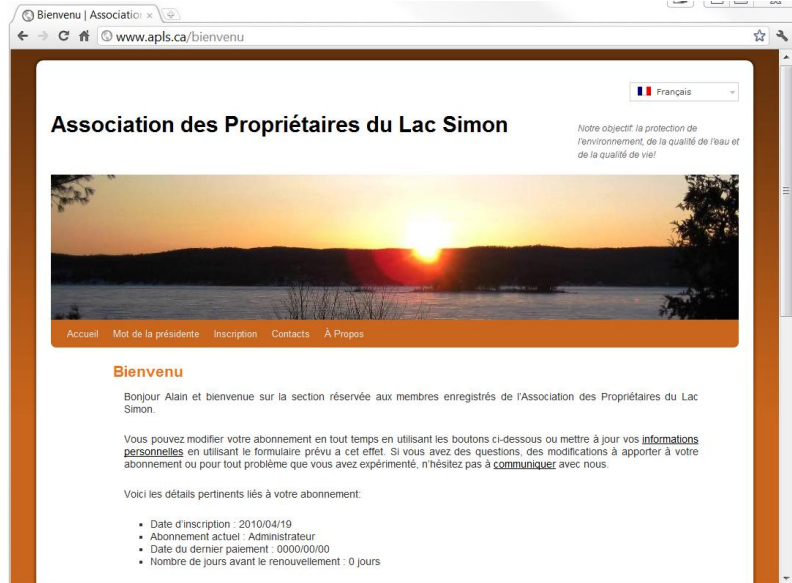 Bienvenu | Association
www.apls.ca/bienvenu
Français
Association des Propriétaires du Lac Simon
Notre objectif: la protection de
l'environnement, de la qualité de l'eau et
de la qualité de vie!
Accueil Mot de la présidente Inscription Contacts À Propos
Bienvenu
Bonjour Alain et bienvenue sur la section réservée aux membres enregistrés de l'Association des Propriétaires du Lac
Simon.
Vous pouvez modifier votre abonnement en tout temps en utilisant les boutons ci-dessous ou mettre à jour vos informations
personnelles en utilisant le formulaire prévu a cet effet. Si vous avez des questions, des modifications à apporter à votre
abonnement ou pour tout problème que vous avez expérimenté, n'hésitez pas à communiquer avec nous.
Voici les détails pertinents liés à votre abonnement:
• Date d'inscription : 2010/04/19
• Abonnement actuel : Administrateur
• Date du dernier paiement : 0000/00/00
• Nombre de jours avant le renouvellement : 0 jours